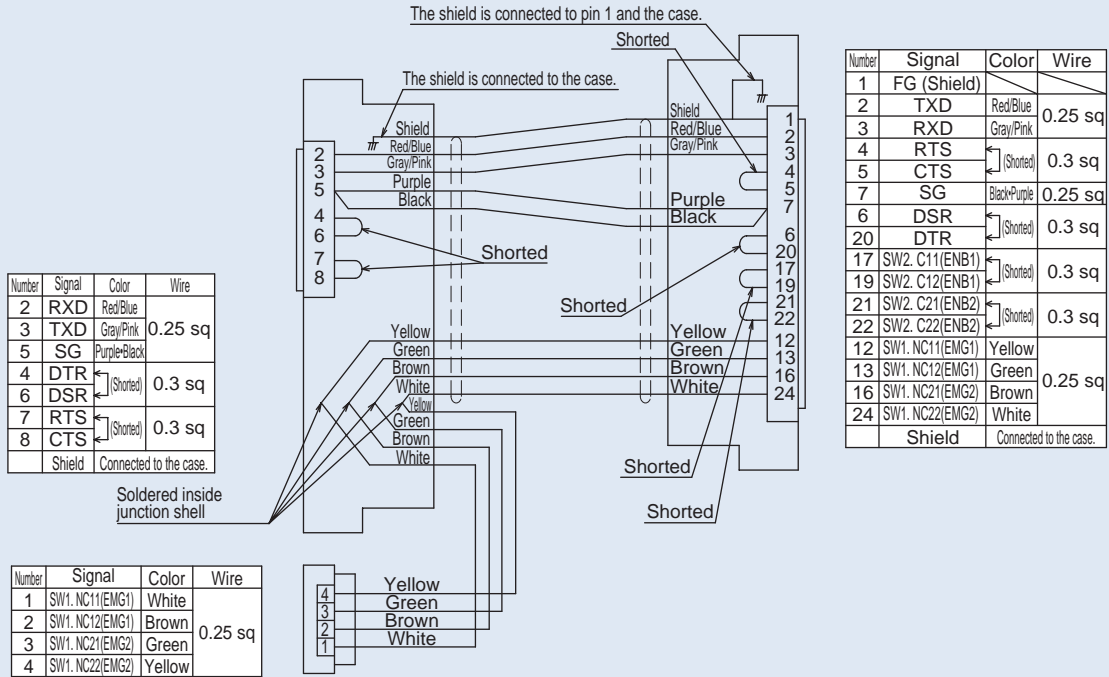 The shield is connected to pin 1 and the case.
Shorted
The shield is connected to the case.
Shield
Red/Blue
Gray/Pink
Purple
Black
2
3
5
4
6
7
8
Shorted
Shield
Red/Blue
Gray/Pink
Purple
Black
1
2
3
4
5
7
6
20
17
19
21
22
12
13
16
24
Shorted
Yellow
Green
Brown
White
Yellow
Green
Brown
White
Yellow
Green
Brown
White
Shorted
Shorted
Soldered inside
junction shell
4 Yellow
3 Green
2 Brown
1 White
Number Signal Color Wire
1 FG (Shield)
2 TXD Red/Blue 0.25 sq
3 RXD Gray/Pink
4 RTS (Shorted) 0.3 sq
5 CTS
7 SG Black•Purple 0.25 sq
6 DSR (Shorted) 0.3 sq
20 DTR
17 SW2. C11(ENB1) (Shorted) 0.3 sq
19 SW2. C12(ENB1)
21 SW2. C21(ENB2) (Shorted) 0.3 sq
22 SW2. C22(ENB2)
12 SW1. NC11(EMG1) Yellow 0.25 sq
13 SW1. NC12(EMG1) Green
16 SW1. NC21(EMG2) Brown
24 SW1. NC22(EMG2) White
Shield Connected to the case.
Number Signal Color Wire
2 RXD Red/Blue 0.25 sq
3 TXD Gray/Pink
5 SG Purple•Black
4 DTR (Shorted) 0.3 sq
6 DSR
7 RTS (Shorted) 0.3 sq
8 CTS
Shield Connected to the case.
Number Signal Color Wire
1 SW1. NC11(EMG1) White 0.25 sq
2 SW1. NC12(EMG1) Brown
3 SW1. NC21(EMG2) Green
4 SW1. NC22(EMG2) Yellow